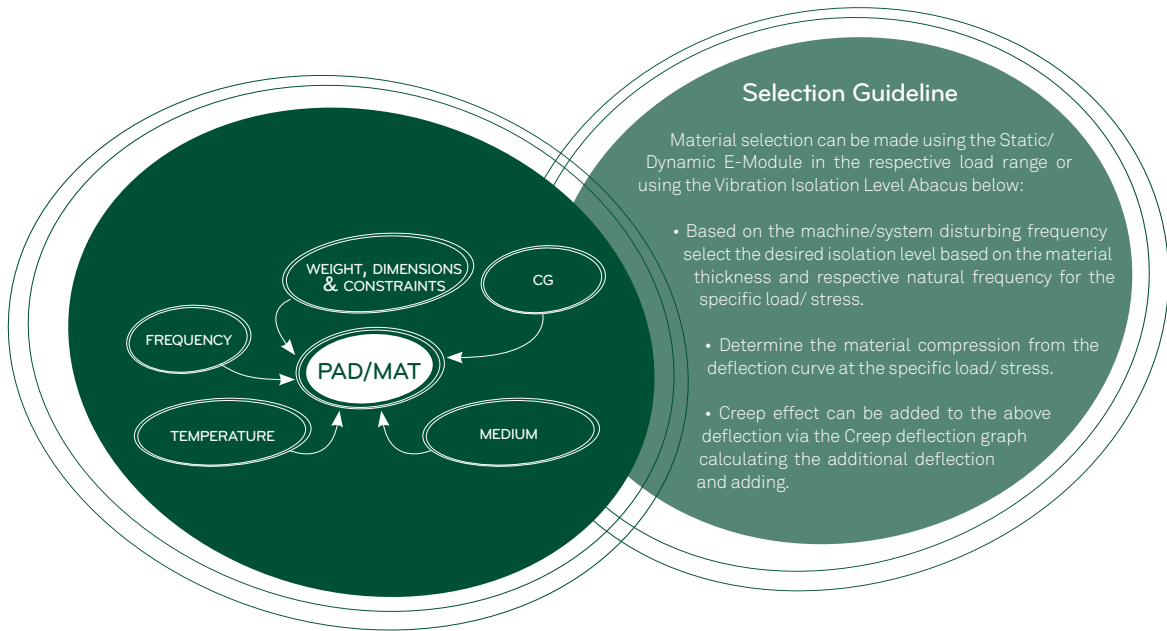 WEIGHT, DIMENSIONS
& CONSTRAINTS
CG
FREQUENCY
PAD/MAT
TEMPERATURE
MEDIUM
Selection Guideline
Material selection can be made using the Static/
Dynamic E-Module in the respective load range or
using the Vibration Isolation Level Abacus below:
• Based on the machine/system disturbing frequency
select the desired isolation level based on the material
thickness and respective natural frequency for the
specific load/ stress.
• Determine the material compression from the
deflection curve at the specific load/ stress.
• Creep effect can be added to the above
deflection via the Creep deflection graph
calculating the additional deflection
and adding.